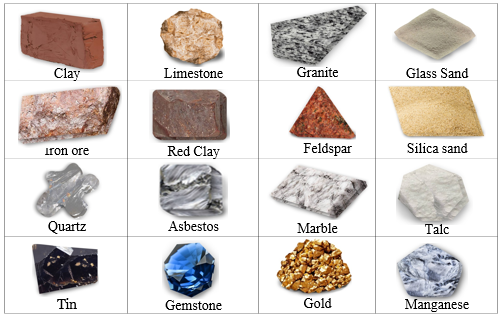 Clay Limestone Granite Glass Sand
Iron ore Red Clay Feldspar Silica sand
Quartz Asbestos Marble Talc
Tin Gemstone Gold Manganese